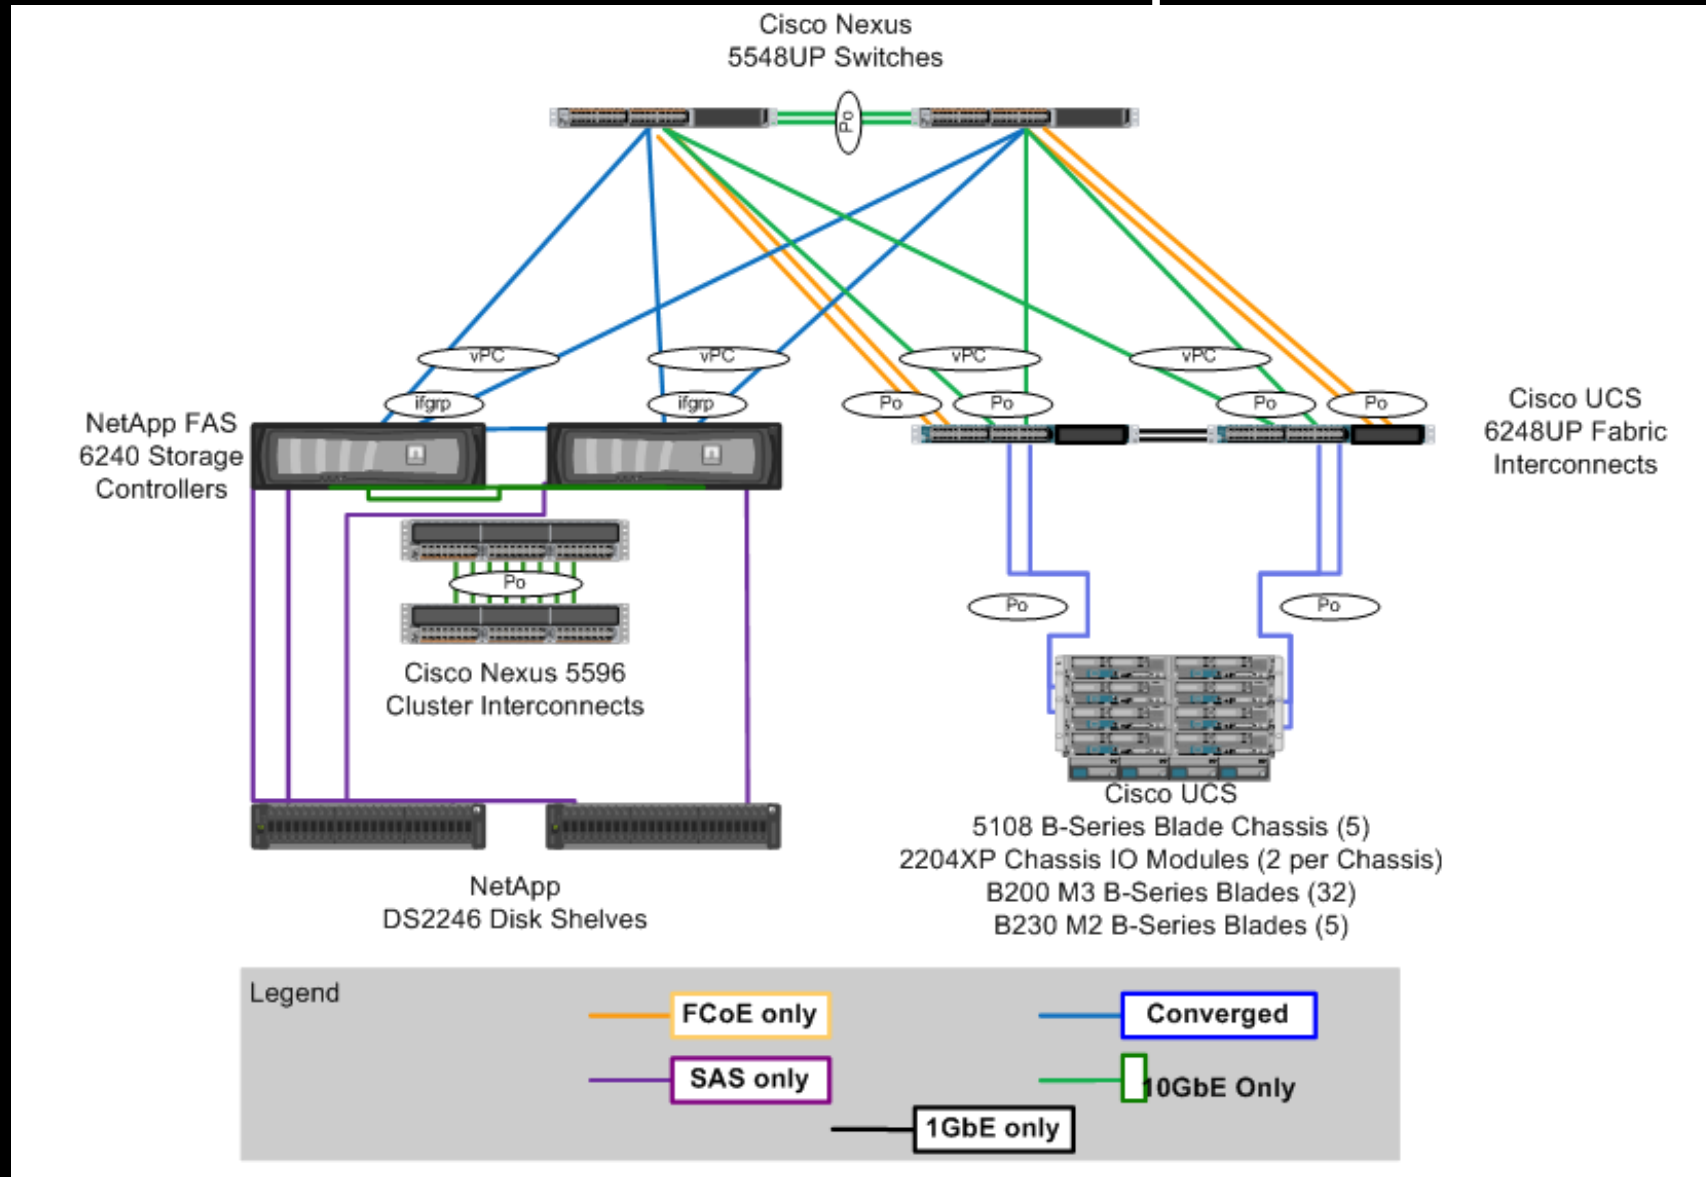 Cisco Nexus
5548UP Switches
Po
vPC
vPC
vPC
vPC
ifgrp
ifgrp
Po
Po
Po
Po
NetApp FAS
6240 Storage
Controllers
Cisco UCS
6248UP Fabric
Interconnects
n
n
Po
Po
Po
Cisco Nexus 5596
Cluster Interconnects
Cisco UCS
5108 B-Series Blade Chassis (5)
2204XP Chassis IO Modules (2 per Chassis)
B200 M3 B-Series Blades (32)
B230 M2 B-Series Blades (5)
NetApp
DS2246 Disk Shelves
Legend
FCoE only
Converged
SAS only
10GbE Only
1GbE only